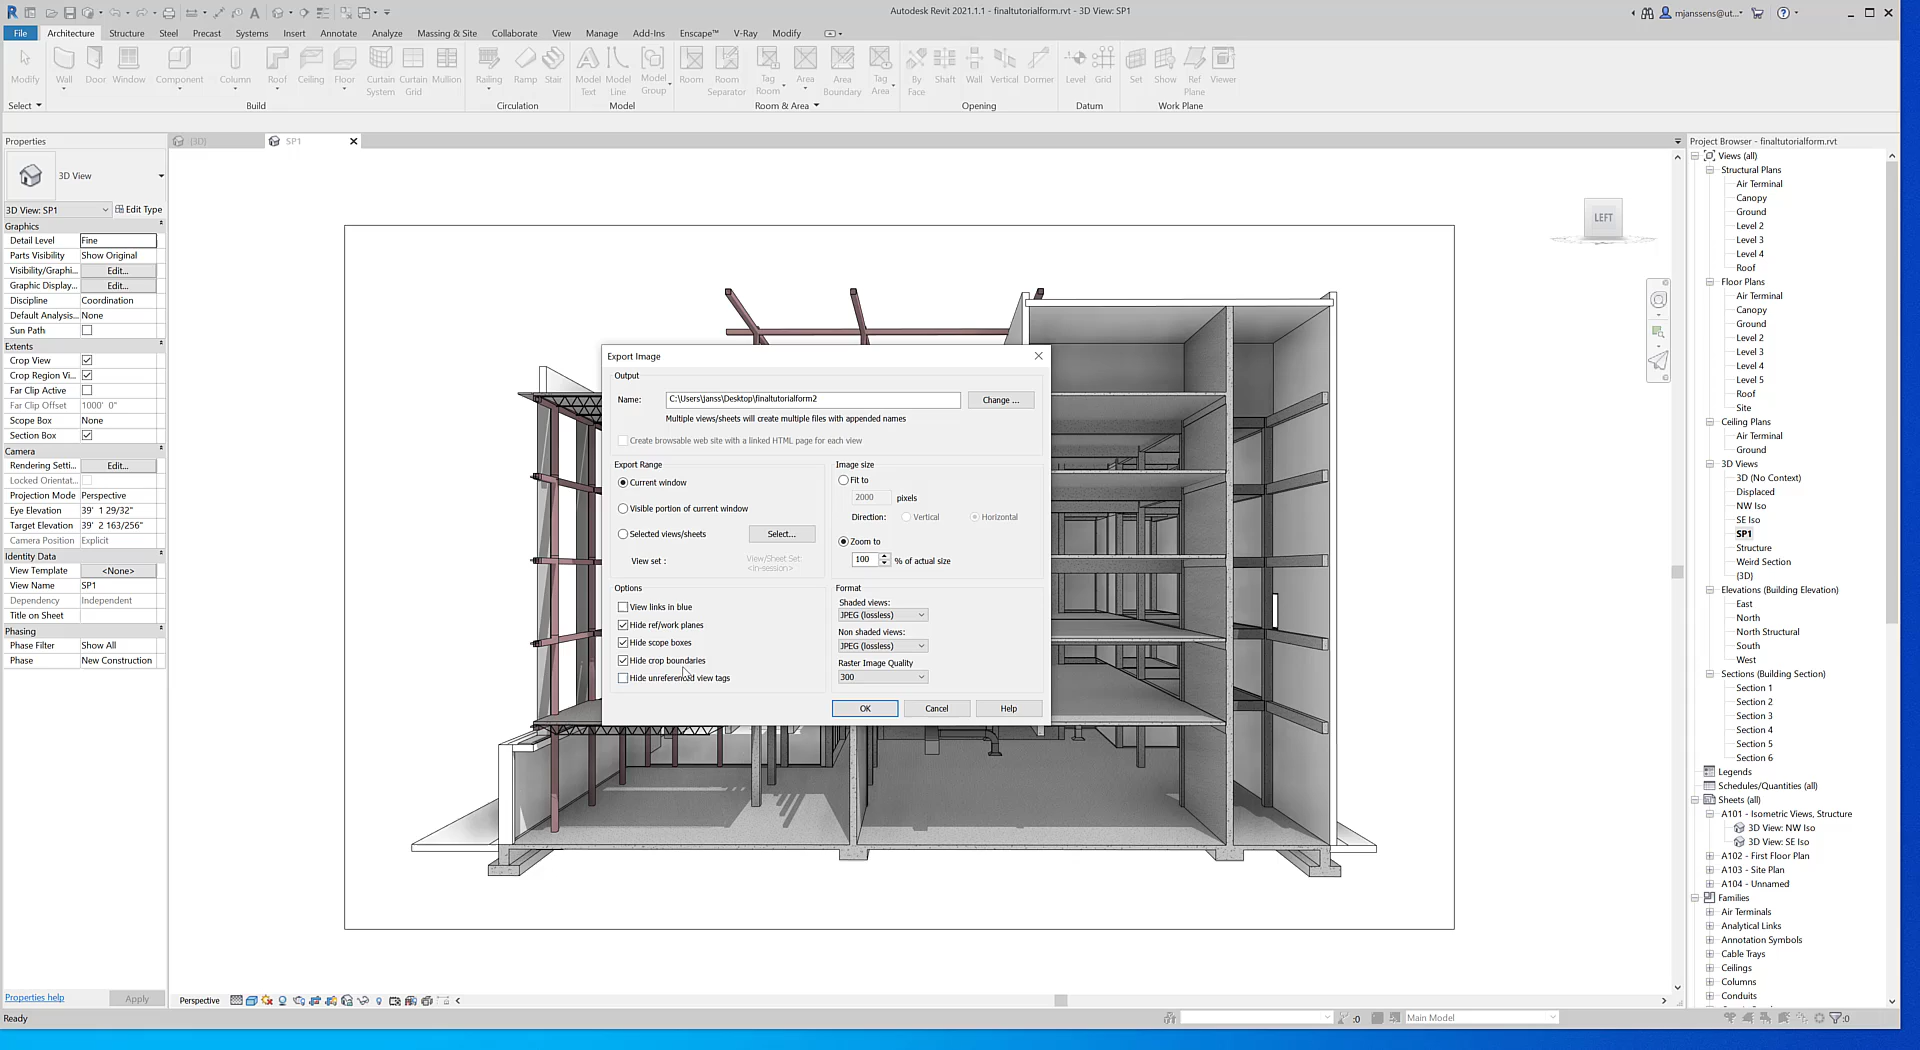 Autodesk Revit 2021.1.1 - finaltutorialform.rvt - 3D View: SP1
mjanssens@ut...
File Architecture Structure Steel Precast Systems Insert Annotate Analyze Massing & Site Collaborate View Manage Add-Ins Enscape™ V-Ray Modify
Modify Wall Door Window Component Column Roof Ceiling Floor Curtain System Curtain Grid Mullion Railing Ramp Stair Model Text Model Line Model Group Room Room Separator Tag Room Area Area Boundary Tag Area By Face Shaft Wall Vertical Dormer Level Grid Set Show Ref Plane Viewer
Select Build Circulation Model Room & Area Opening Datum Work Plane
Properties
3D View
3D View: SP1 Edit Type
Graphics
Detail Level Fine
Parts Visibility Show Original
Visibility/Graphi... Edit...
Graphic Display... Edit...
Discipline Coordination
Default Analysis... None
Sun Path
Extents
Crop View
Crop Region Vi...
Far Clip Active
Far Clip Offset 1000' 0"
Scope Box None
Section Box
Camera
Rendering Setti... Edit...
Locked Orientat...
Projection Mode Perspective
Eye Elevation 39' 1 29/32"
Target Elevation 39' 2 163/256"
Camera Position Explicit
Identity Data
View Template <None>
View Name SP1
Dependency Independent
Title on Sheet
Phasing
Phase Filter Show All
Phase New Construction
Properties help Apply
Ready
{3D} SP1
LEFT
Export Image
Output
Name: C:\Users\janss\Desktop\finaltutorialform2 Change ...
Multiple views/sheets will create multiple files with appended names
Create browsable web site with a linked HTML page for each view
Export Range
Current window
Visible portion of current window
Selected views/sheets Select...
View set : View/Sheet Set:
<in-session>
Image size
Fit to
2000 pixels
Direction: Vertical Horizontal
Zoom to
100 % of actual size
Options
View links in blue
Hide ref/work planes
Hide scope boxes
Hide crop boundaries
Hide unreferenced view tags
Format
Shaded views:
JPEG (lossless)
Non shaded views:
JPEG (lossless)
Raster Image Quality
300
OK Cancel Help
Perspective
:0 Main Model :0
Project Browser - finaltutorialform.rvt
Views (all)
Structural Plans
Air Terminal
Canopy
Ground
Level 2
Level 3
Level 4
Roof
Floor Plans
Air Terminal
Canopy
Ground
Level 2
Level 3
Level 4
Level 5
Roof
Site
Ceiling Plans
Air Terminal
Ground
3D Views
3D (No Context)
Displaced
NW Iso
SE Iso
SP1
Structure
Weird Section
{3D}
Elevations (Building Elevation)
East
North
North Structural
South
West
Sections (Building Section)
Section 1
Section 2
Section 3
Section 4
Section 5
Section 6
Legends
Schedules/Quantities (all)
Sheets (all)
A101 - Isometric Views, Structure
3D View: NW Iso
3D View: SE Iso
A102 - First Floor Plan
A103 - Site Plan
A104 - Unnamed
Families
Air Terminals
Analytical Links
Annotation Symbols
Cable Trays
Ceilings
Columns
Conduits